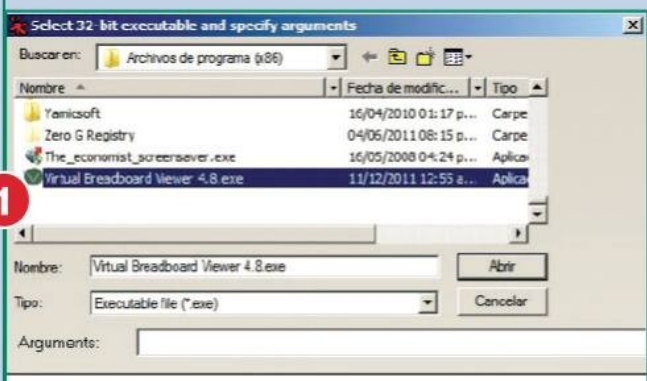 Select 32-bit executable and specify arguments
Buscar en: Archivos de programa (x86)
Nombre Fecha de modific... Tipo
Yamicsoft 16/04/2010 01:17 p... Carpe
Zero G Registry 04/06/2011 08:15 p... Carpe
The_economist_screensaver.exe 16/05/2008 04:24 p... Aplica
Virtual Breadboard Viewer 4.8.exe 11/12/2011 12:55 a... Aplica
1
Nombre: Virtual Breadboard Viewer 4.8.exe Abrir
Tipo: Executable file (*.exe) Cancelar
Arguments: